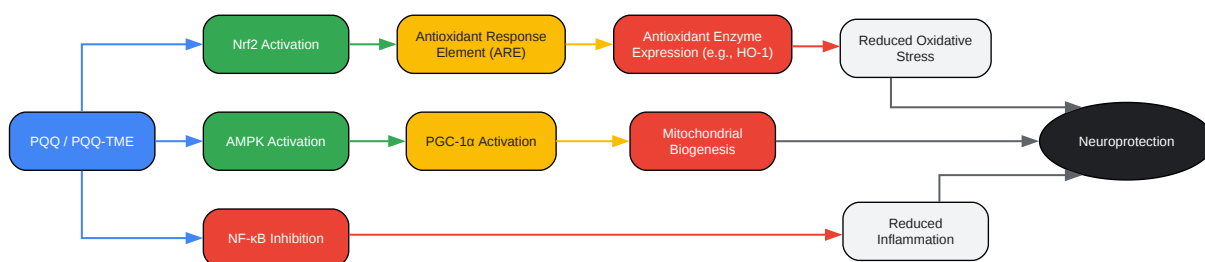 Nrf2 Activation
Antioxidant Response
Element (ARE)
Antioxidant Enzyme
Expression (e.g., HO-1)
Reduced Oxidative
Stress
PQQ / PQQ-TME
AMPK Activation
PGC-1α Activation
Mitochondrial
Biogenesis
Neuroprotection
NF-κB Inhibition
Reduced
Inflammation